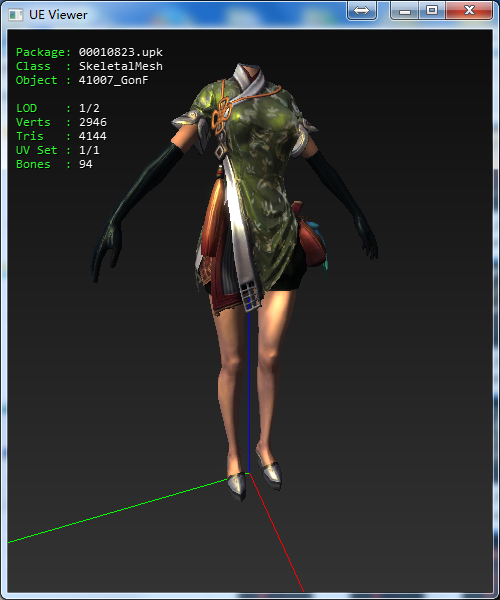 UE Viewer
Package: 00010823.upk
Class : SkeletalMesh
Object : 41007_GonF
LOD : 1/2
Verts : 2946
Tris : 4144
UV Set : 1/1
Bones : 94